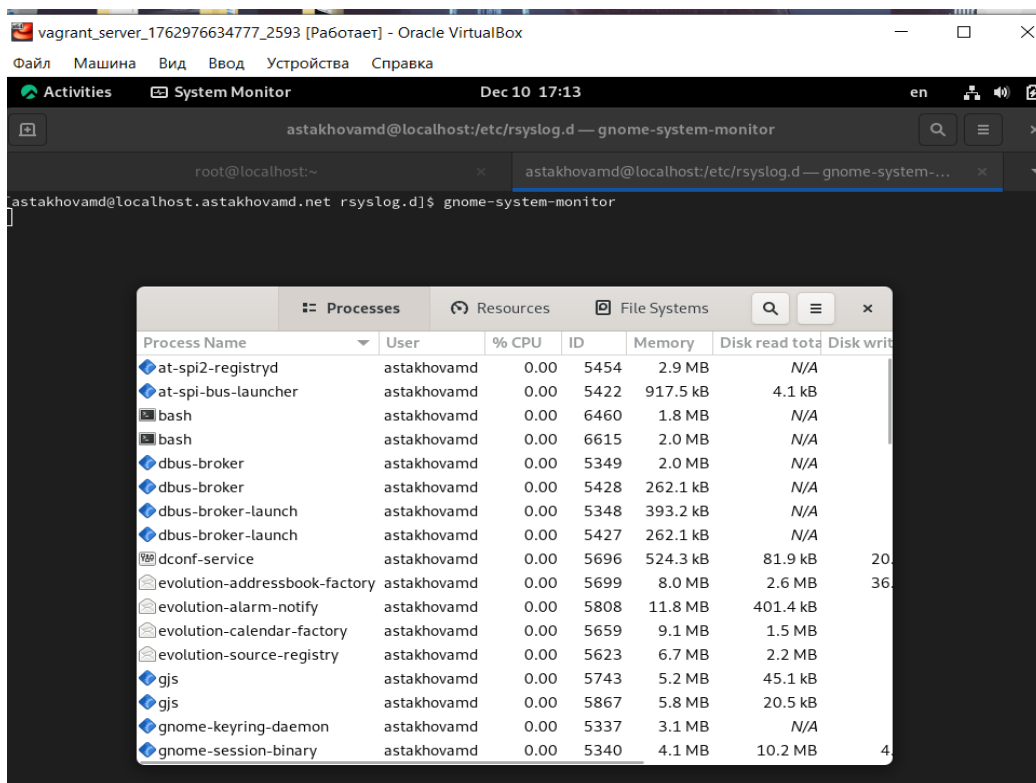 vagrant_server_1762976634777_2593 [Работает] - Oracle VirtualBox
Файл Машина Вид Ввод Устройства Справка
Activities System Monitor Dec 10 17:13 en
astakhovamd@localhost:/etc/rsyslog.d — gnome-system-monitor
root@localhost:~ × astakhovamd@localhost:/etc/rsyslog.d — gnome-system-... ×
[astakhovamd@localhost.astakhovamd.net rsyslog.d]$ gnome-system-monitor
Processes Resources File Systems
Process Name User % CPU ID Memory Disk read tota Disk writ
at-spi2-registryd astakhovamd 0.00 5454 2.9 MB N/A
at-spi-bus-launcher astakhovamd 0.00 5422 917.5 kB 4.1 kB
bash astakhovamd 0.00 6460 1.8 MB N/A
bash astakhovamd 0.00 6615 2.0 MB N/A
dbus-broker astakhovamd 0.00 5349 2.0 MB N/A
dbus-broker astakhovamd 0.00 5428 262.1 kB N/A
dbus-broker-launch astakhovamd 0.00 5348 393.2 kB N/A
dbus-broker-launch astakhovamd 0.00 5427 262.1 kB N/A
dconf-service astakhovamd 0.00 5696 524.3 kB 81.9 kB 20.
evolution-addressbook-factory astakhovamd 0.00 5699 8.0 MB 2.6 MB 36.
evolution-alarm-notify astakhovamd 0.00 5808 11.8 MB 401.4 kB
evolution-calendar-factory astakhovamd 0.00 5659 9.1 MB 1.5 MB
evolution-source-registry astakhovamd 0.00 5623 6.7 MB 2.2 MB
gjs astakhovamd 0.00 5743 5.2 MB 45.1 kB
gjs astakhovamd 0.00 5867 5.8 MB 20.5 kB
gnome-keyring-daemon astakhovamd 0.00 5337 3.1 MB N/A
gnome-session-binary astakhovamd 0.00 5340 4.1 MB 10.2 MB 4.